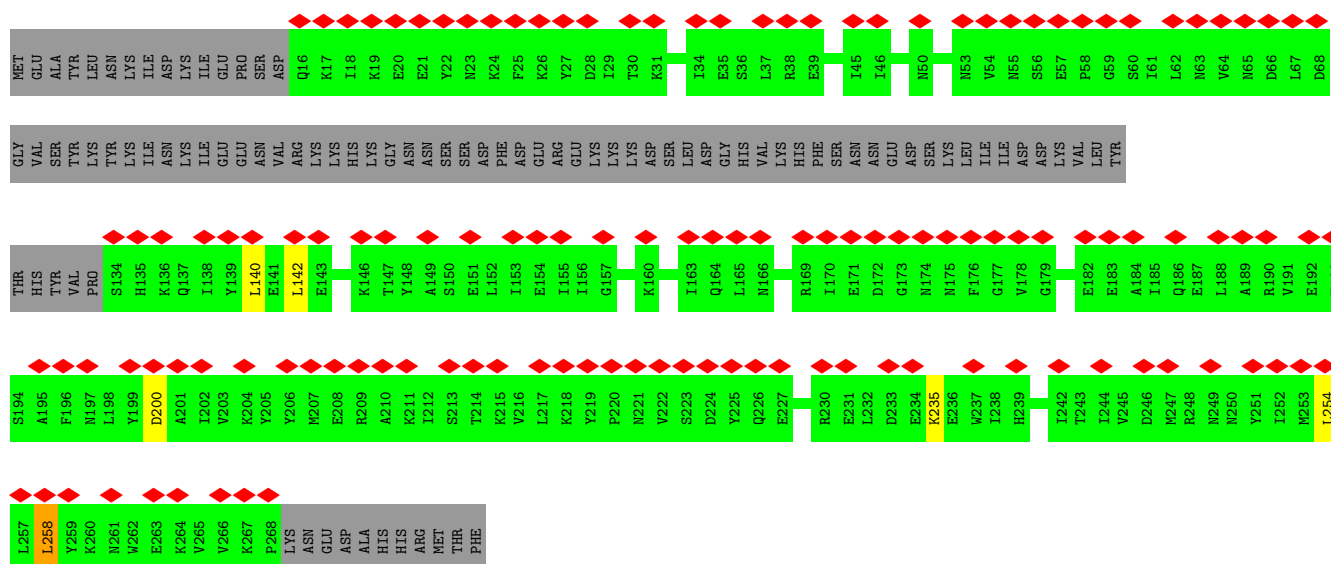 MET GLU ALA TYR LEU ASN LYS ILE ASP LYS ILE GLU PRO SER ASP Q16 K17 I18 K19 E20 E21 Y22 N23 K24 F25 K26 Y27 D28 I29 T30 K31 I34 E35 S36 L37 R38 E39 I45 I46 N50 N53 V54 N55 S56 E57 P58 G59 S60 I61 L62 N63 V64 N65 D66 L67 D68
GLY VAL SER TYR LYS TYR LYS ILE ASN LYS ILE GLU GLU ASN VAL ARG LYS LYS HIS LYS GLY ASN ASN SER SER ASP PHE ASP GLU ARG GLU LYS LYS LYS ASP SER LEU ASP GLY HIS VAL LYS HIS PHE SER ASN ASN GLU ASP SER LYS LEU ILE ILE ASP ASP LYS VAL LEU TYR
THR HIS TYR VAL PRO S134 H135 K136 Q137 I138 Y139 L140 E141 L142 E143 K146 T147 Y148 A149 S150 E151 L152 I153 E154 I155 I156 G157 K160 I163 Q164 L165 N166 R169 I170 E171 D172 G173 N174 N175 F176 G177 V178 G179 E182 E183 A184 I185 Q186 E187 L188 A189 R190 V191 E192
S194 A195 F196 N197 L198 Y199 D200 A201 I202 V203 K204 Y205 Y206 M207 E208 R209 A210 K211 I212 S213 T214 K215 V216 L217 K218 Y219 P220 N221 V222 S223 D224 Y225 Q226 E227 R230 E231 L232 D233 E234 K235 E236 W237 I238 H239 I242 T243 I244 V245 D246 M247 R248 N249 N250 Y251 I252 M253 L254
L257 L258 Y259 K260 N261 W262 E263 K264 V265 V266 K267 P268 LYS ASN GLU ASP ALA HIS HIS ARG MET THR PHE